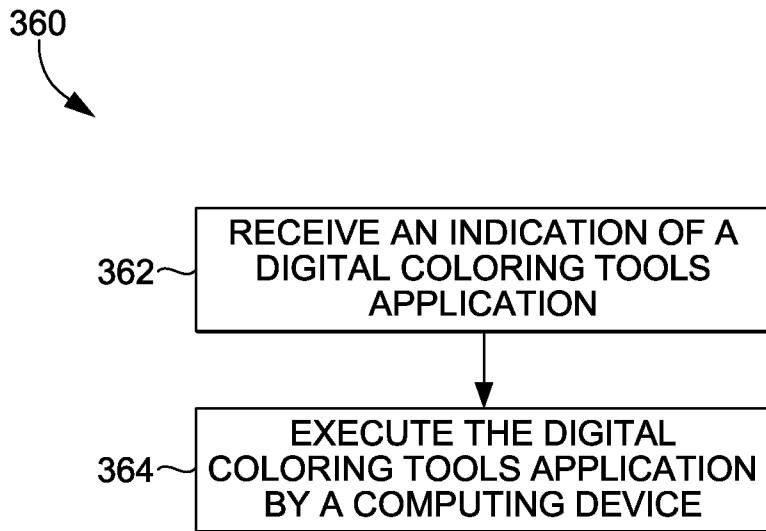 360
362
RECEIVE AN INDICATION OF A
DIGITAL COLORING TOOLS
APPLICATION
364
EXECUTE THE DIGITAL
COLORING TOOLS APPLICATION
BY A COMPUTING DEVICE